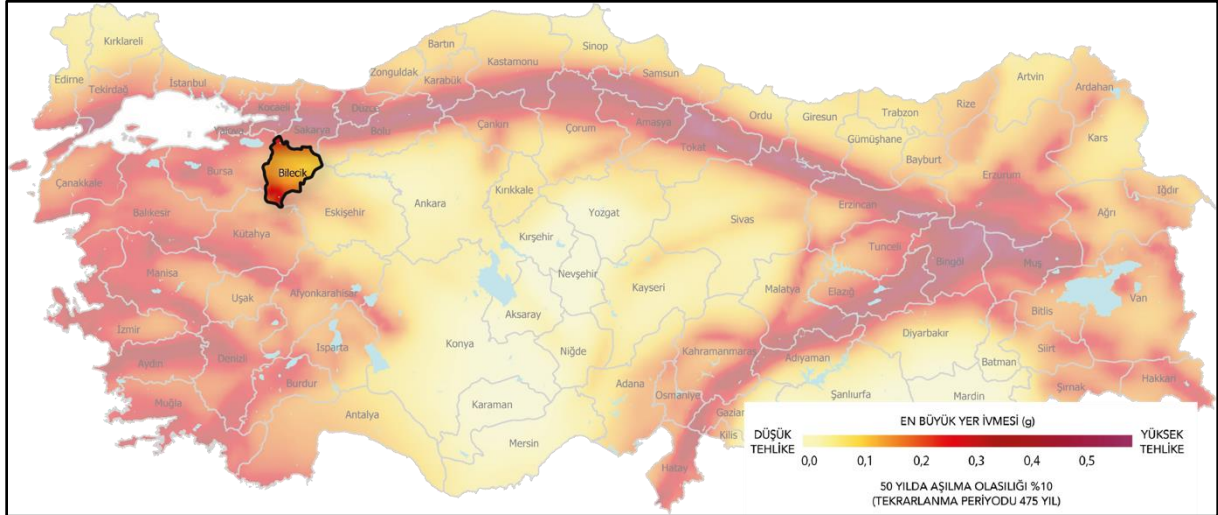 Kırklareli
Edirne
Tekirdağ
İstanbul
Kocaeli
Yalova
Sakarya
Düzce
Bolu
Zonguldak
Bartın
Karabük
Kastamonu
Sinop
Samsun
Çankırı
Çorum
Amasya
Tokat
Ordu
Giresun
Trabzon
Gümüşhane
Bayburt
Rize
Artvin
Ardahan
Kars
Erzurum
Iğdır
Ağrı
Çanakkale
Bursa
Bilecik
Balıkesir
Kütahya
Eskişehir
Ankara
Kırıkkale
Yozgat
Sivas
Erzincan
Tunceli
Bingöl
Muş
Kırşehir
Nevşehir
Kayseri
Malatya
Elazığ
Bitlis
Van
Manisa
Uşak
Afyonkarahisar
İzmir
Aydın
Denizli
Isparta
Burdur
Muğla
Antalya
Konya
Aksaray
Niğde
Karaman
Mersin
Adana
Osmaniye
Kahramanmaraş
Adıyaman
Diyarbakır
Batman
Siirt
Şırnak
Hakkari
Şanlıurfa
Mardin
Kilis
Hatay
EN BÜYÜK YER İVMESİ (g)
DÜŞÜK TEHLİKE
YÜKSEK TEHLİKE
0,0 0,1 0,2 0,3 0,4 0,5
50 YILDA AŞILMA OLASILIĞI %10
(TEKRARLANMA PERİYODU 475 YIL)